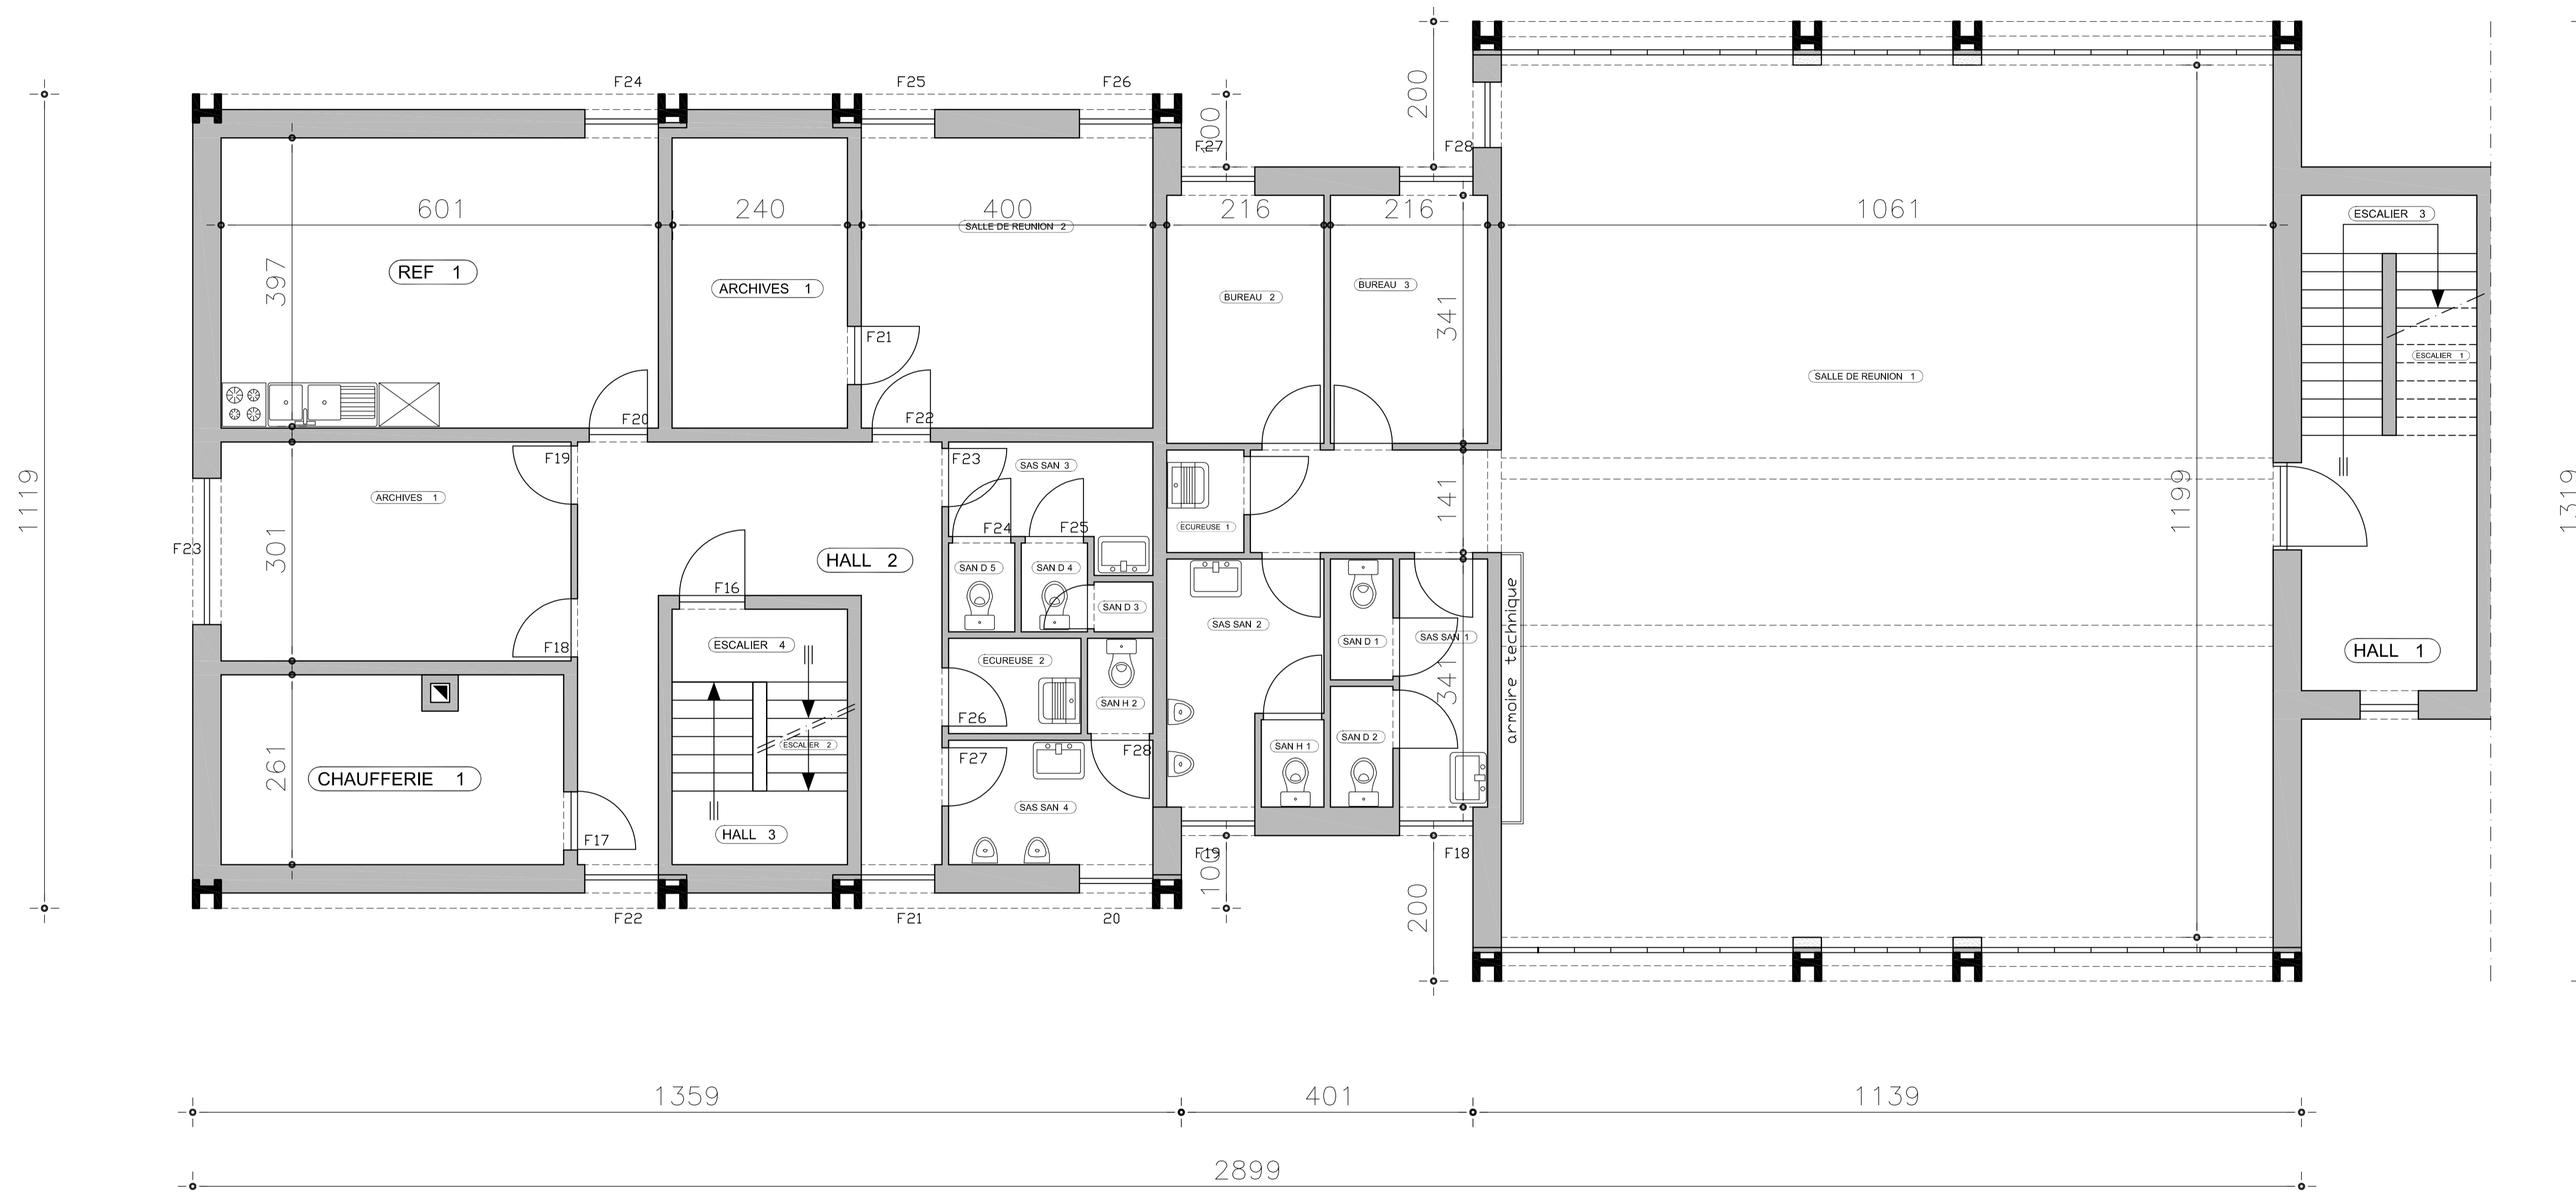 F24
F25
F26
200
100
F27
F28
601
240
400
216
216
1061
SALLE DE REUNION 2
ESCALIER 3
397
REF 1
ARCHIVES 1
BUREAU 2
BUREAU 3
341
F21
ESCALIER 1
SALLE DE REUNION 1
F20
F22
F19
F23
SAS SAN 3
1119
ARCHIVES 1
141
1199
1319
F24
F25
ECUREUSE 1
F23
301
HALL 2
SAN D 5
SAN D 4
F16
SAN D 3
armoire technique
SAS SAN 2
F18
ESCALIER 4
SAN D 1
SAS SAN 1
HALL 1
ECUREUSE 2
341
SAN H 2
F26
SAN D 2
ESCALIER 2
SAN H 1
F28
261
CHAUFFERIE 1
F27
SAS SAN 4
HALL 3
F17
F19
F18
100
200
F22
F21
20
1359
401
1139
2899